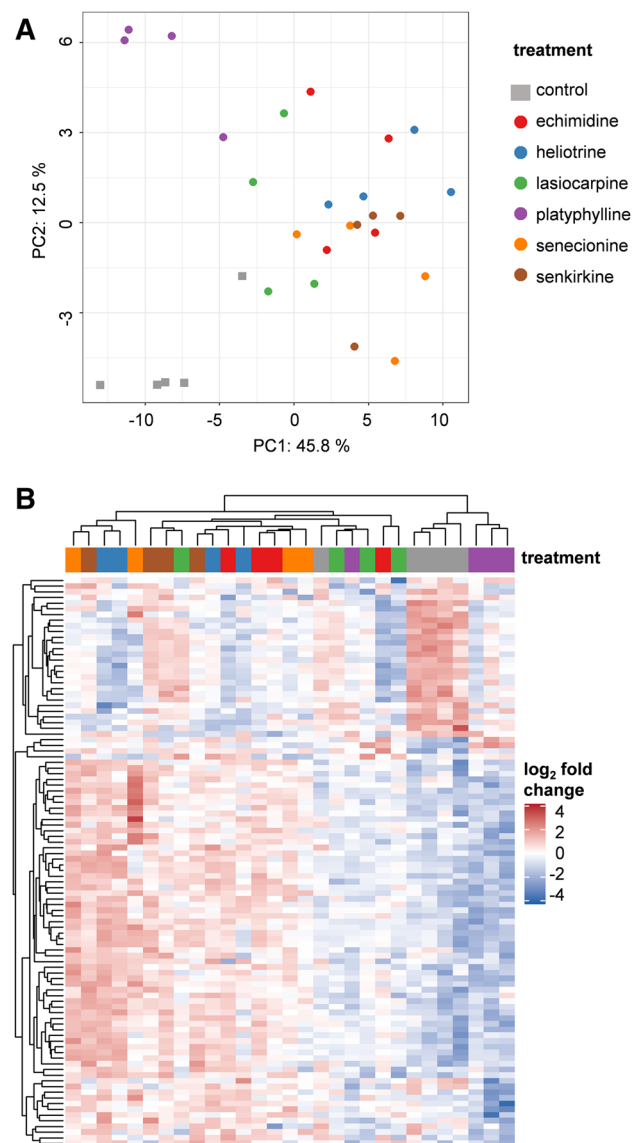 A
6
3
0
-3
PC2: 12.5 %
-10
-5
0
5
10
PC1: 45.8 %
treatment
control
echimidine
heliotrine
lasiocarpine
platyphylline
senecionine
senkirkine
B
treatment
log2 fold
change
4
2
0
-2
-4